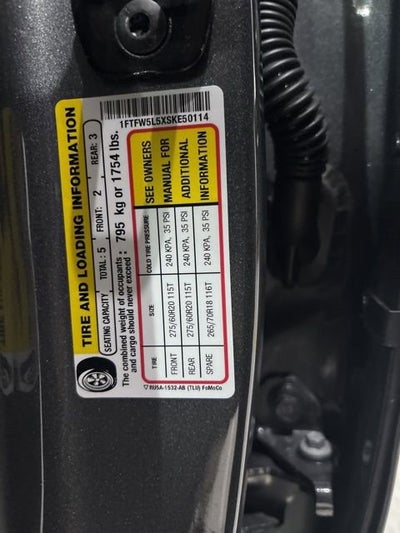 1FTFW5L5XSKE50114
TIRE AND LOADING INFORMATION
SEATING CAPACITY TOTAL : 5 FRONT: 2 REAR: 3
The combined weight of occupants and cargo should never exceed : 795 kg or 1754 lbs.
TIRE SIZE COLD TIRE PRESSURE SEE OWNERS
FRONT 275/60R20 115T 240 KPA, 35 PSI MANUAL FOR
REAR 275/60R20 115T 240 KPA, 35 PSI ADDITIONAL
SPARE 265/70R18 116T 240 KPA, 35 PSI INFORMATION
RU5A-1532-AB (TLU) FoMoCo